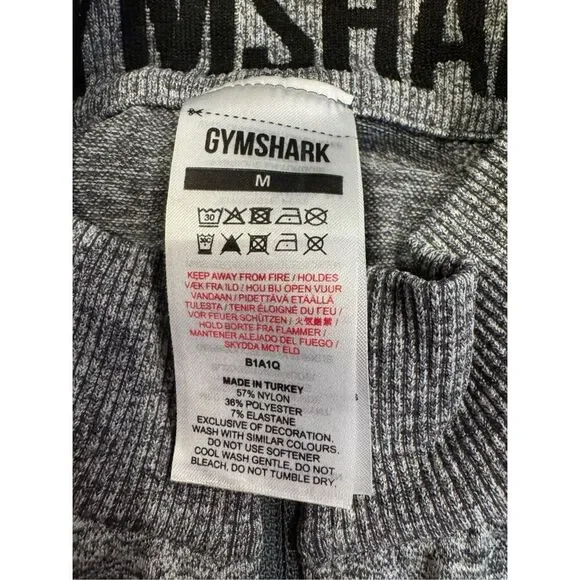 MSHA
GYMSHARK
M
30
KEEP AWAY FROM FIRE / HOLDES
VÆK FRA ILD / HOU BIJ OPEN VUUR
VANDAAN / PIDETTÄVÄ ETÄÄLLÄ
TULESTA / TENIR ÉLOIGNÉ DU FEU /
VOR FEUER SCHÜTZEN / 火気厳禁 /
HOLD BORTE FRA FLAMMER /
MANTENER ALEJADO DEL FUEGO /
SKYDDA MOT ELD
B1A1Q
MADE IN TURKEY
57% NYLON
36% POLYESTER
7% ELASTANE
EXCLUSIVE OF DECORATION.
WASH WITH SIMILAR COLOURS.
DO NOT USE SOFTENER
COOL WASH GENTLE, DO NOT
BLEACH, DO NOT TUMBLE DRY.